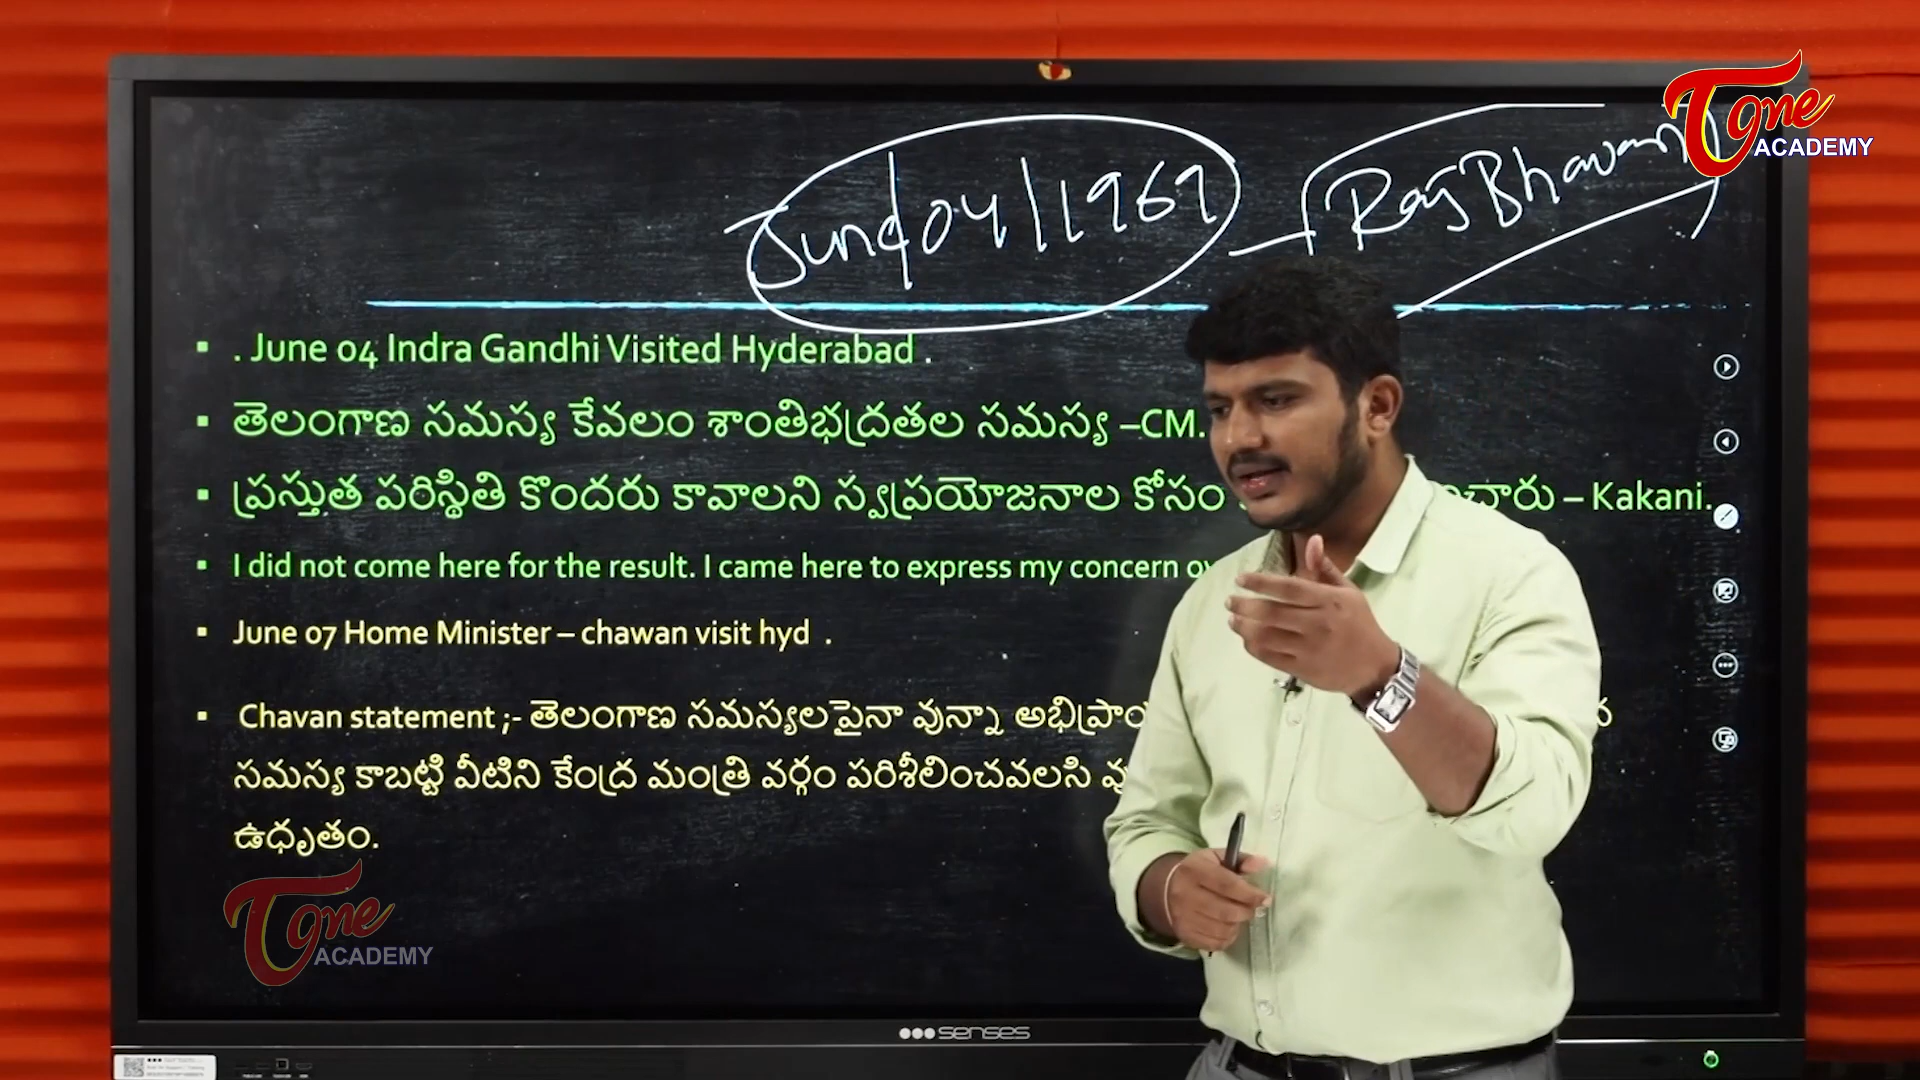 Tone
ACADEMY
June 04 | 1969 - Raj Bhavan
. June 04 Indra Gandhi Visited Hyderabad .
తెలంగాణ సమస్య కేవలం శాంతిభద్రతల సమస్య –CM.
ప్రస్తుత పరిస్థితి కొందరు కావాలని స్వప్రయోజనాల కోసం చారు – Kakani.
I did not come here for the result. I came here to express my concern
June 07 Home Minister – chawan visit hyd .
Chavan statement ;- తెలంగాణ సమస్యలపైనా వున్నా
సమస్య కాబట్టి వీటిని కేంద్ర మంత్రి వర్గం పరిశీలించవలసి
ఉధృతం.
Tone
ACADEMY
senses